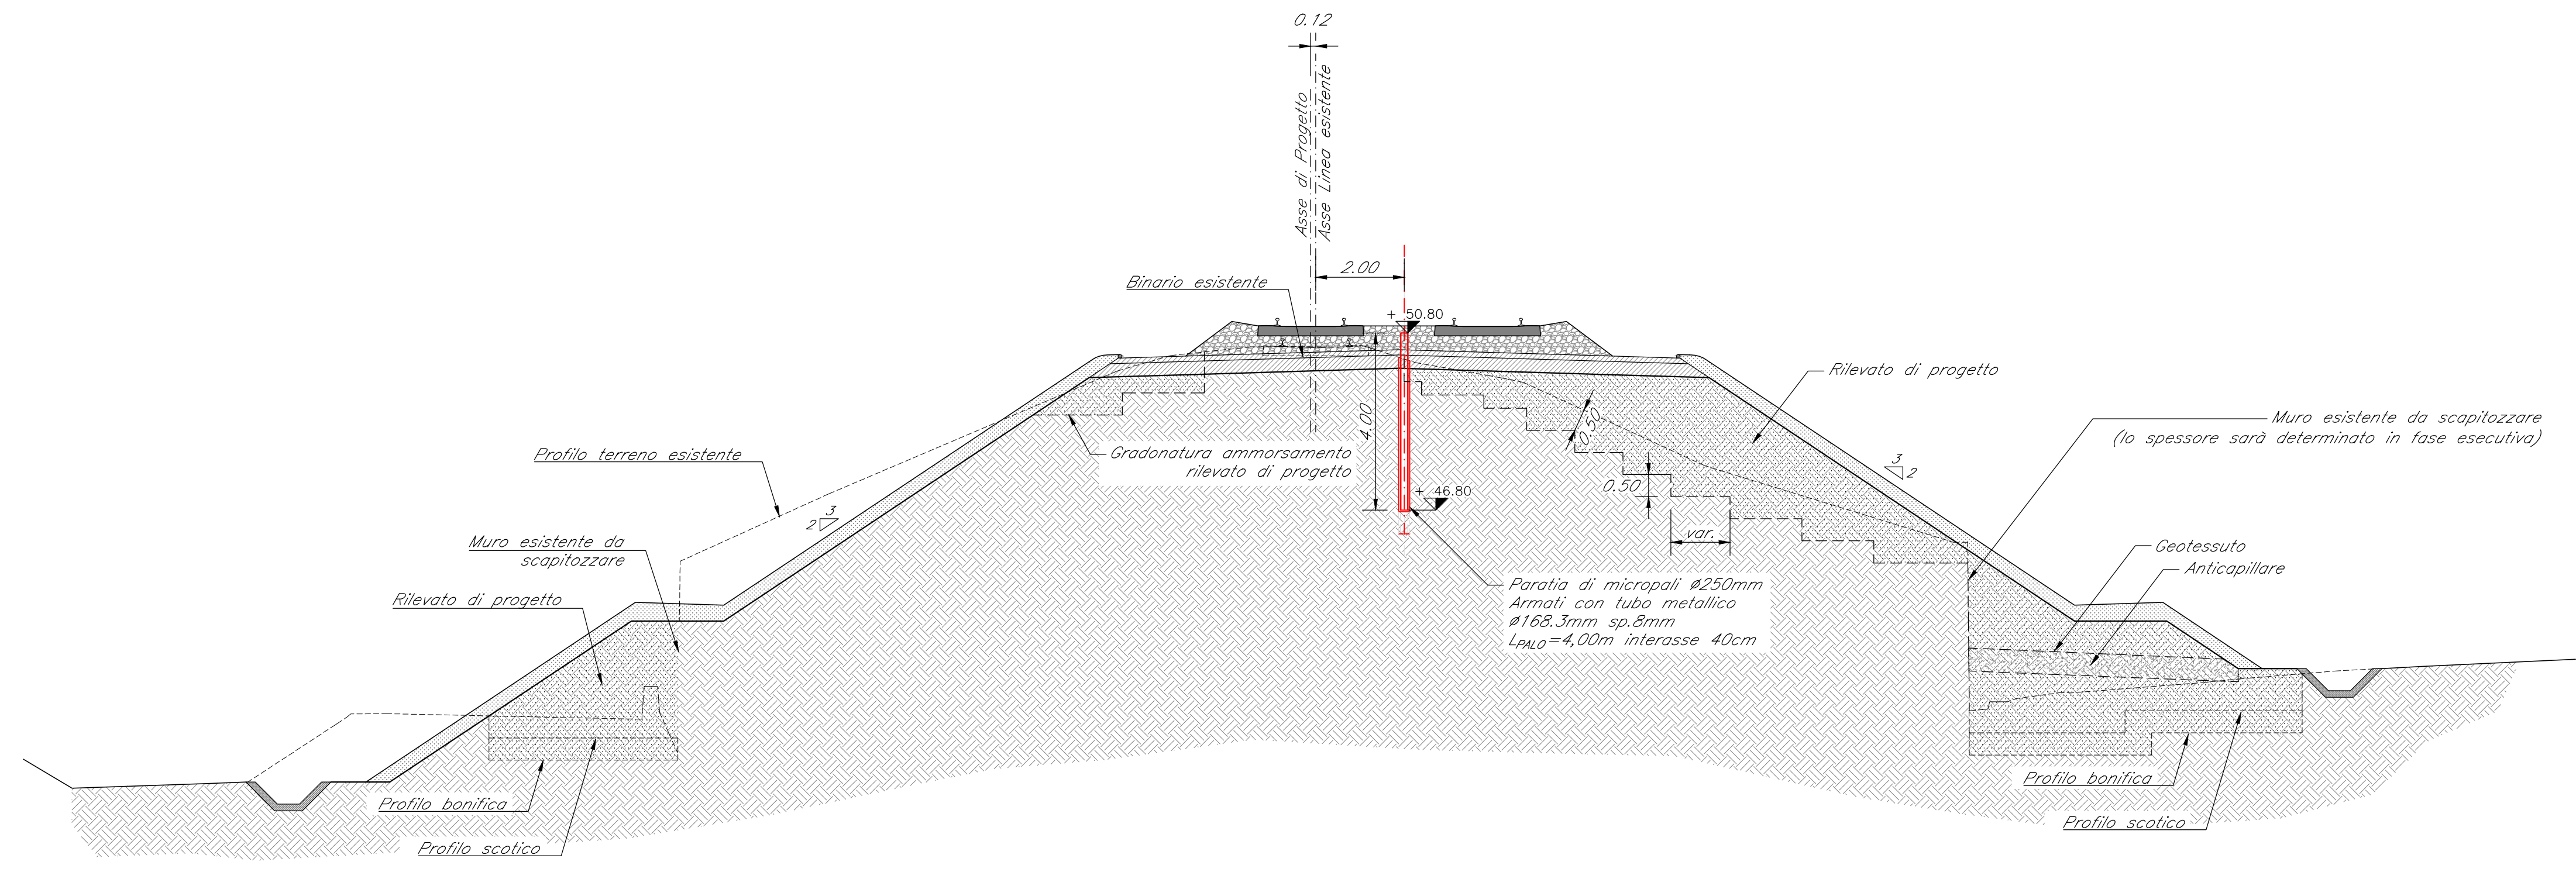 0.12
Asse di Progetto
Asse Linea esistente
2.00
Binario esistente
+ 50.80
Rilevato di progetto
Muro esistente da scapitozzare
(lo spessore sarà determinato in fase esecutiva)
4.00
0.50
Gradonatura ammorsamento
rilevato di progetto
Profilo terreno esistente
3
2
0.50
+ 46.80
3
2
var.
Muro esistente da
scapitozzare
Geotessuto
Anticapillare
Rilevato di progetto
Paratia di micropali ø250mm
Armati con tubo metallico
ø168.3mm sp.8mm
LPALO=4,00m interasse 40cm
Profilo bonifica
Profilo bonifica
Profilo scotico
Profilo scotico